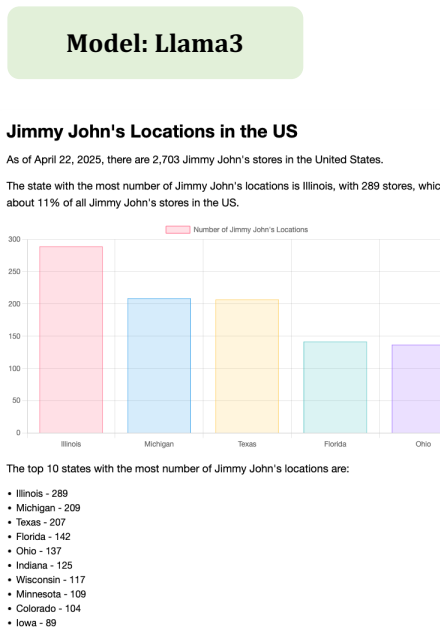 Model: Llama3
Jimmy John's Locations in the US
As of April 22, 2025, there are 2,703 Jimmy John's stores in the United States.
The state with the most number of Jimmy John's locations is Illinois, with 289 stores, whic
about 11% of all Jimmy John's stores in the US.
Number of Jimmy John's Locations
300
250
200
150
100
50
0
Illinois Michigan Texas Florida Ohio
The top 10 states with the most number of Jimmy John's locations are:
• Illinois - 289
• Michigan - 209
• Texas - 207
• Florida - 142
• Ohio - 137
• Indiana - 125
• Wisconsin - 117
• Minnesota - 109
• Colorado - 104
• Iowa - 89